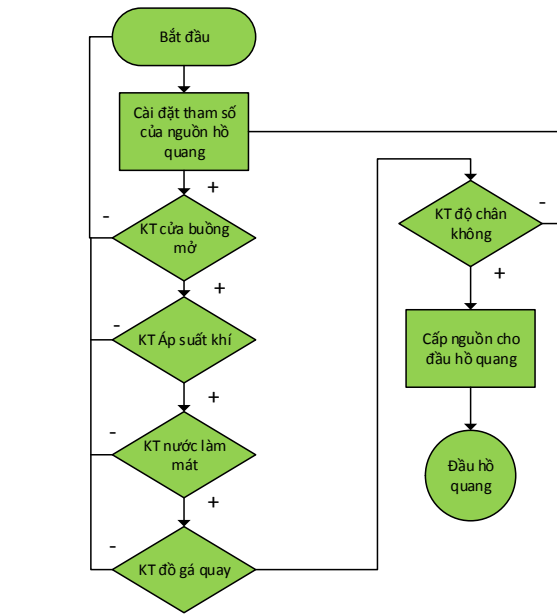 Bắt đầu
Cài đặt tham số
của nguồn hồ
quang
+
-
KT cửa buồng
mở
+
-
KT Áp suất khí
+
-
KT nước làm
mát
+
-
KT đồ gá quay
-
KT độ chân
không
+
Cấp nguồn cho
đầu hồ quang
Đầu hồ
quang